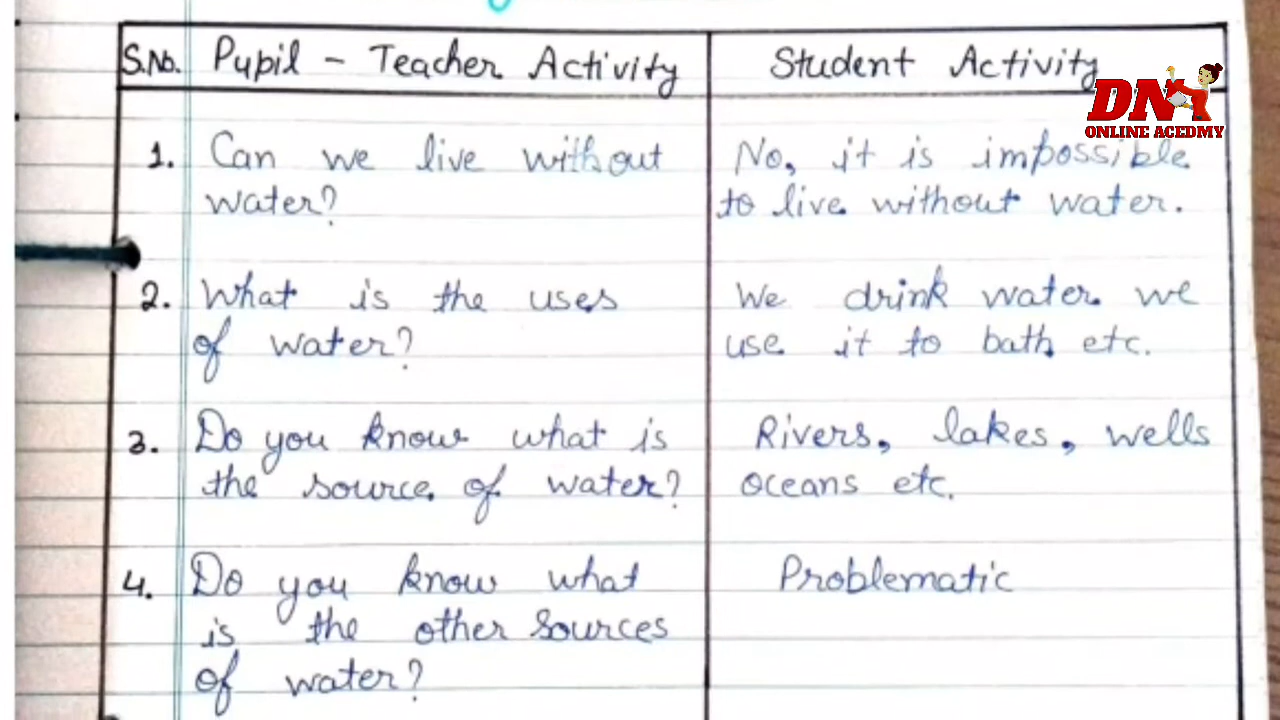 S.No. Pupil - Teacher Activity Student Activity
DNA
ONLINE ACEDMY
1. Can we live without
water?
No, it is impossible
to live without water.
2. What is the uses
of water?
We drink water we
use it to bath etc.
3. Do you know what is
the source of water?
Rivers, lakes, wells
oceans etc.
4. Do you know what
is the other sources
of water?
Problematic